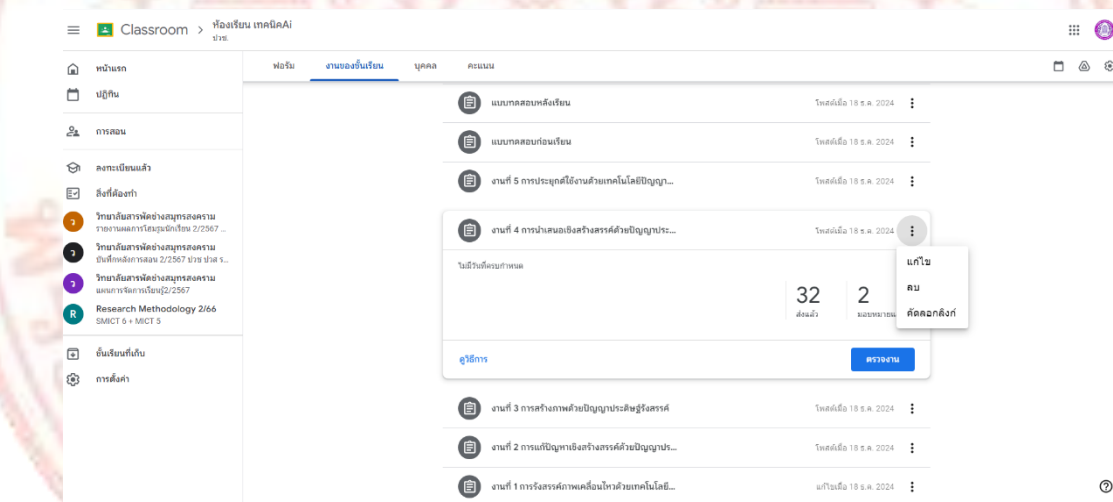 Classroom > ห้องเรียน เทคนิคAi
ปวช.
หน้าแรก
ปฏิทิน
การสอน
ลงทะเบียนแล้ว
สิ่งที่ต้องทำ
ว วิทยาลัยสารพัดช่างสมุทรสงคราม
รายงานผลการโฮมรูมนักเรียน 2/2567 ...
ว วิทยาลัยสารพัดช่างสมุทรสงคราม
บันทึกหลังการสอน 2/2567 ปวช ปวส ร...
ว วิทยาลัยสารพัดช่างสมุทรสงคราม
แผนการจัดการเรียนรู้2/2567
R Research Methodology 2/66
SMICT 6 + MICT 5
ชั้นเรียนที่เก็บ
การตั้งค่า
ฟอรัม งานของชั้นเรียน บุคคล คะแนน
แบบทดสอบหลังเรียน โพสต์เมื่อ 18 ธ.ค. 2024
แบบทดสอบก่อนเรียน โพสต์เมื่อ 18 ธ.ค. 2024
งานที่ 5 การประยุกต์ใช้งานด้วยเทคโนโลยีปัญญา... โพสต์เมื่อ 18 ธ.ค. 2024
งานที่ 4 การนำเสนอเชิงสร้างสรรค์ด้วยปัญญาประ... โพสต์เมื่อ 18 ธ.ค. 2024
ไม่มีวันที่ครบกำหนด
แก้ไข
ลบ
คัดลอกลิงก์
32 2
ส่งแล้ว มอบหมายแ
ดูวิธีการ ตรวจงาน
งานที่ 3 การสร้างภาพด้วยปัญญาประดิษฐ์รังสรรค์ โพสต์เมื่อ 18 ธ.ค. 2024
งานที่ 2 การแก้ปัญหาเชิงสร้างสรรค์ด้วยปัญญาประ... โพสต์เมื่อ 18 ธ.ค. 2024
งานที่ 1 การรังสรรค์ภาพเคลื่อนไหวด้วยเทคโนโลยี... แก้ไขเมื่อ 18 ธ.ค. 2024